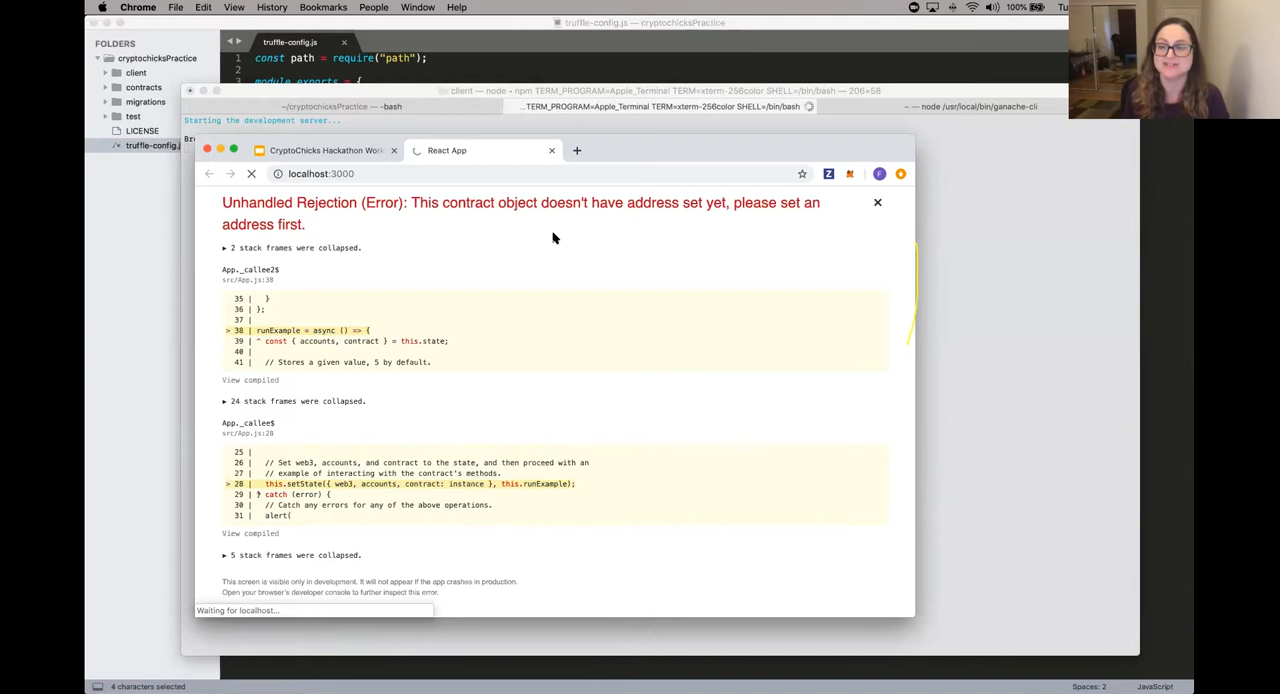 Chrome File Edit View History Bookmarks People Window Help 100%
truffle-config.js — cryptochicksPractice
FOLDERS
cryptochicksPractice
client
contracts
migrations
test
LICENSE
/* truffle-config.j
truffle-config.js
1 const path = require("path");
2
3 module.exports = {
client — node ◂ npm TERM_PROGRAM=Apple_Terminal TERM=xterm-256color SHELL=/bin/bash — 206×58
~/cryptochicksPractice — -bash
...TERM_PROGRAM=Apple_Terminal TERM=xterm-256color SHELL=/bin/bash
~ — node /usr/local/bin/ganache-cli
Starting the development server...
CryptoChicks Hackathon Work
React App
localhost:3000
Z
F
Unhandled Rejection (Error): This contract object doesn't have address set yet, please set an
address first.
▶ 2 stack frames were collapsed.
App._callee2$
src/App.js:38
35 | }
36 | };
37 |
> 38 | runExample = async () => {
39 | ^ const { accounts, contract } = this.state;
40 |
41 | // Stores a given value, 5 by default.
View compiled
▶ 24 stack frames were collapsed.
App._callee$
src/App.js:28
25 |
26 | // Set web3, accounts, and contract to the state, and then proceed with an
27 | // example of interacting with the contract's methods.
> 28 | this.setState({ web3, accounts, contract: instance }, this.runExample);
29 | } catch (error) {
30 | // Catch any errors for any of the above operations.
31 | alert(
View compiled
▶ 5 stack frames were collapsed.
This screen is visible only in development. It will not appear if the app crashes in production.
Open your browser's developer console to further inspect this error.
Waiting for localhost...
4 characters selected
Spaces: 2
JavaScript